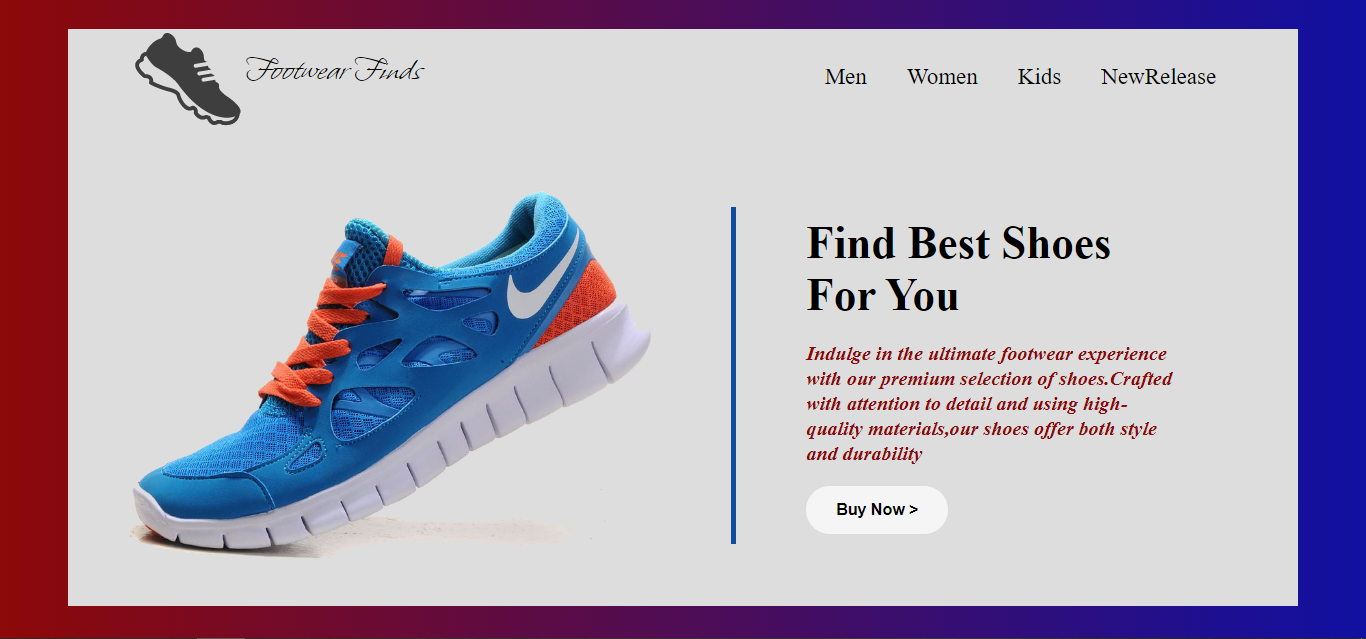 Footwear Finds
Men Women Kids NewRelease
Find Best Shoes
For You
Indulge in the ultimate footwear experience
with our premium selection of shoes.Crafted
with attention to detail and using high-
quality materials,our shoes offer both style
and durability
Buy Now >